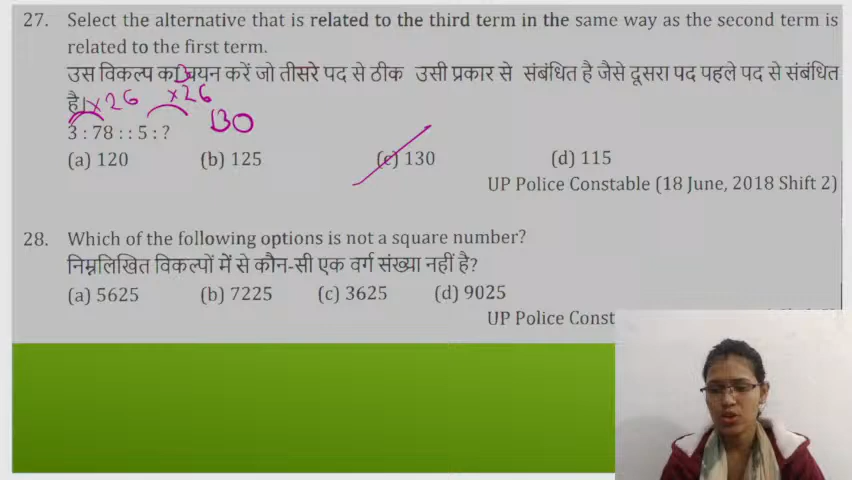 27. Select the alternative that is related to the third term in the same way as the second term is
related to the first term.
उस विकल्प का चयन करें जो तीसरे पद से ठीक उसी प्रकार से संबंधित है जैसे दूसरा पद पहले पद से संबंधित
है।
×26 ×26
130
3 : 78 : : 5 : ?
(a) 120 (b) 125 (c) 130 (d) 115
UP Police Constable (18 June, 2018 Shift 2)
28. Which of the following options is not a square number?
निम्नलिखित विकल्पों में से कौन-सी एक वर्ग संख्या नहीं है?
(a) 5625 (b) 7225 (c) 3625 (d) 9025
UP Police Const